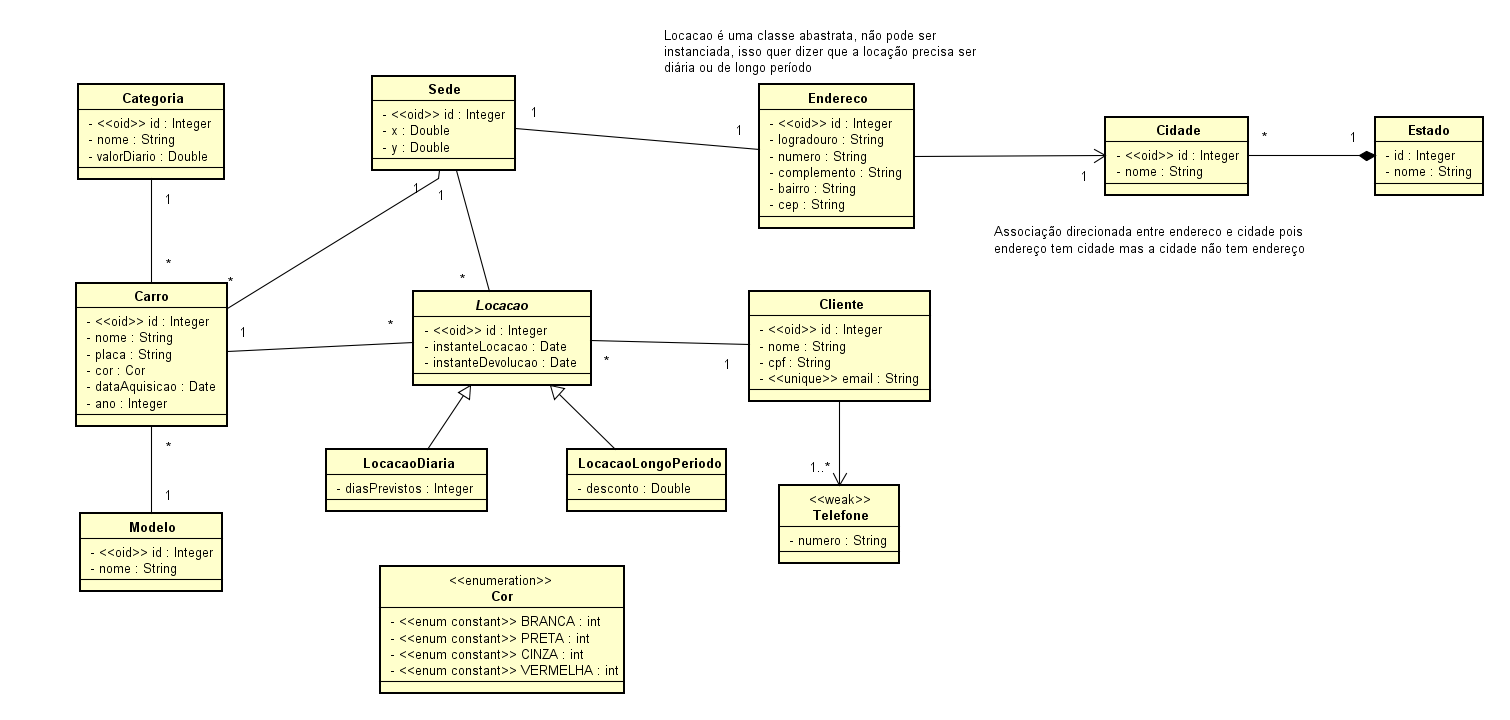 Locacao é uma classe abastrata, não pode ser
instanciada, isso quer dizer que a locação precisa ser
diária ou de longo período
Categoria
- <<oid>> id : Integer
- nome : String
- valorDiario : Double
Sede
- <<oid>> id : Integer
- x : Double
- y : Double
Endereco
- <<oid>> id : Integer
- logradouro : String
- numero : String
- complemento : String
- bairro : String
- cep : String
Cidade
- <<oid>> id : Integer
- nome : String
Estado
- id : Integer
- nome : String
1
1
1
*
1
Associação direcionada entre endereco e cidade pois
endereço tem cidade mas a cidade não tem endereço
1
*
1
*
1
*
Carro
- <<oid>> id : Integer
- nome : String
- placa : String
- cor : Cor
- dataAquisicao : Date
- ano : Integer
1
*
Locacao
- <<oid>> id : Integer
- instanteLocacao : Date
- instanteDevolucao : Date
*
1
Cliente
- <<oid>> id : Integer
- nome : String
- cpf : String
- <<unique>> email : String
*
1
1..*
LocacaoDiaria
- diasPrevistos : Integer
LocacaoLongoPeriodo
- desconto : Double
<<weak>>
Telefone
- numero : String
Modelo
- <<oid>> id : Integer
- nome : String
<<enumeration>>
Cor
- <<enum constant>> BRANCA : int
- <<enum constant>> PRETA : int
- <<enum constant>> CINZA : int
- <<enum constant>> VERMELHA : int